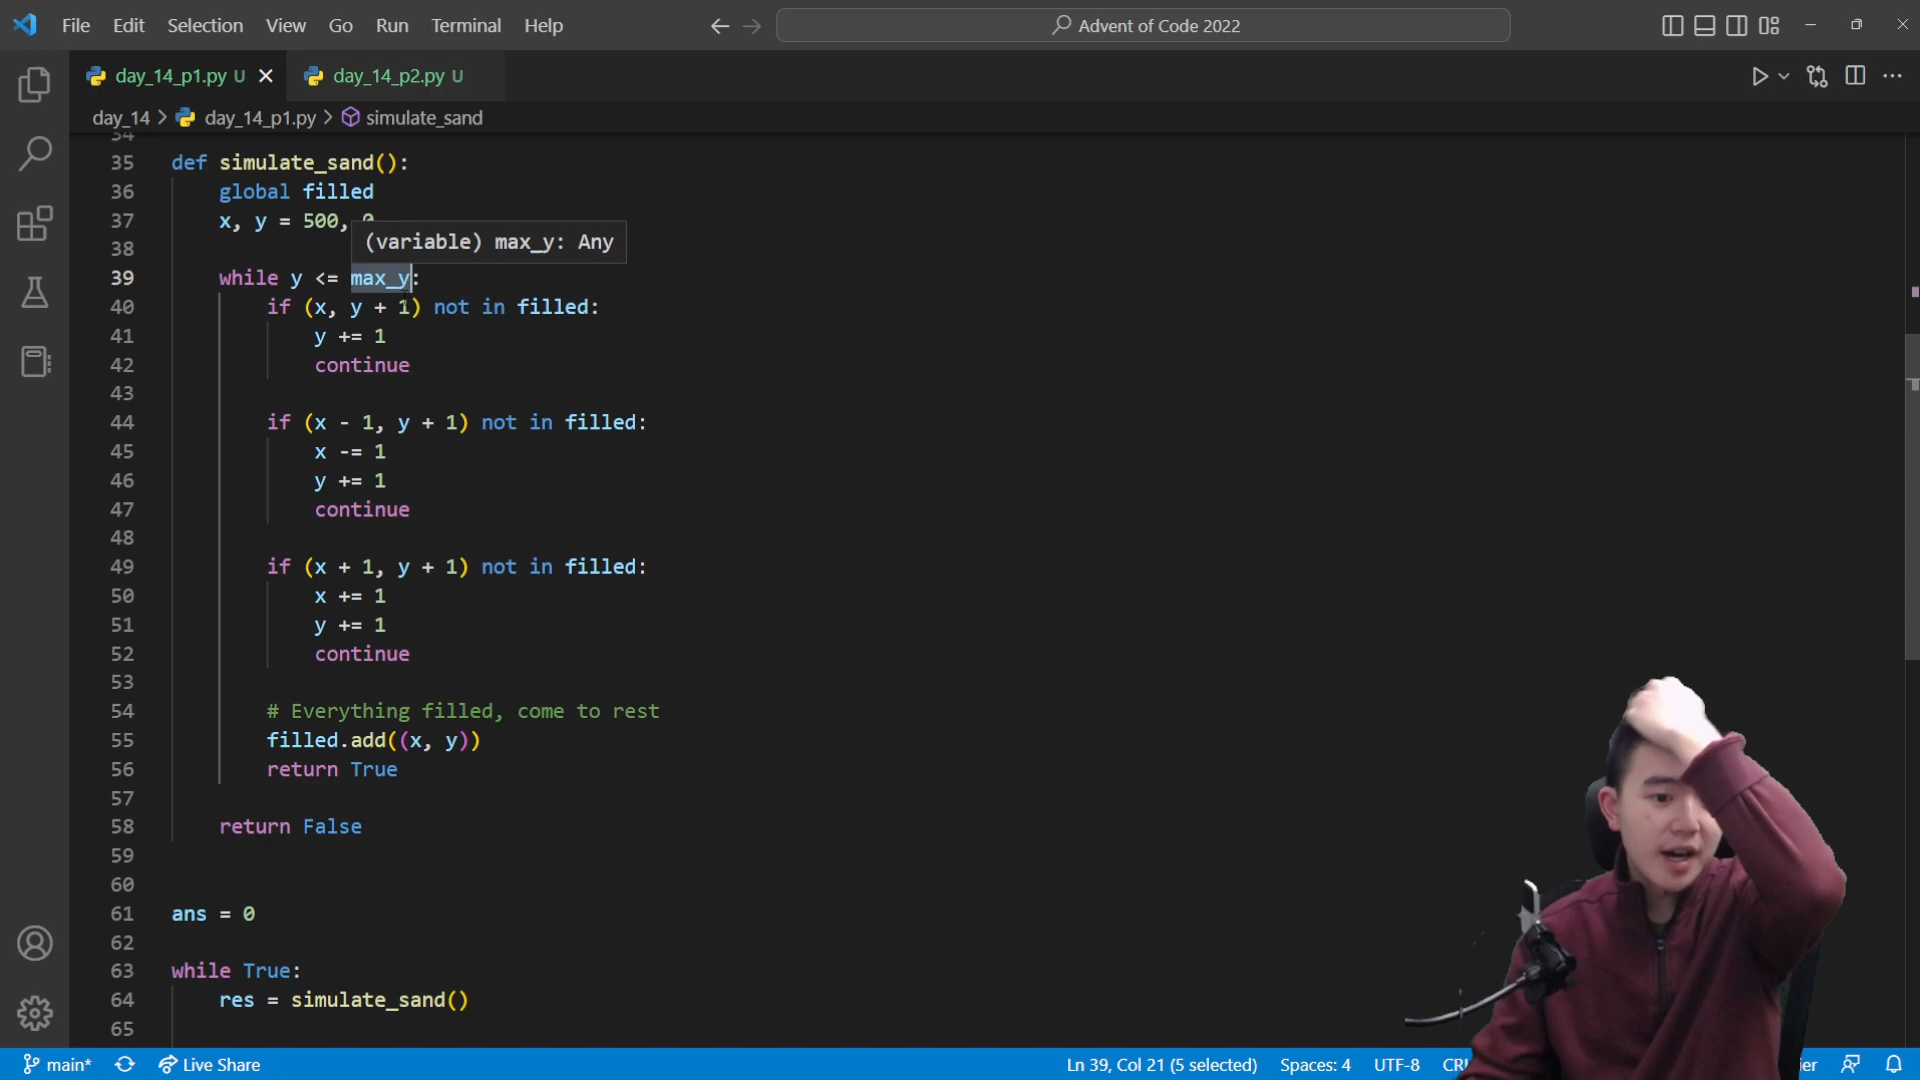 File Edit Selection View Go Run Terminal Help
Advent of Code 2022
day_14_p1.py U
day_14_p2.py U
day_14 > day_14_p1.py > simulate_sand
34
35 def simulate_sand():
36 global filled
37 x, y = 500, 0
(variable) max_y: Any
38
39 while y <= max_y:
40 if (x, y + 1) not in filled:
41 y += 1
42 continue
43
44 if (x - 1, y + 1) not in filled:
45 x -= 1
46 y += 1
47 continue
48
49 if (x + 1, y + 1) not in filled:
50 x += 1
51 y += 1
52 continue
53
54 # Everything filled, come to rest
55 filled.add((x, y))
56 return True
57
58 return False
59
60
61 ans = 0
62
63 while True:
64 res = simulate_sand()
65
main* Live Share Ln 39, Col 21 (5 selected) Spaces: 4 UTF-8